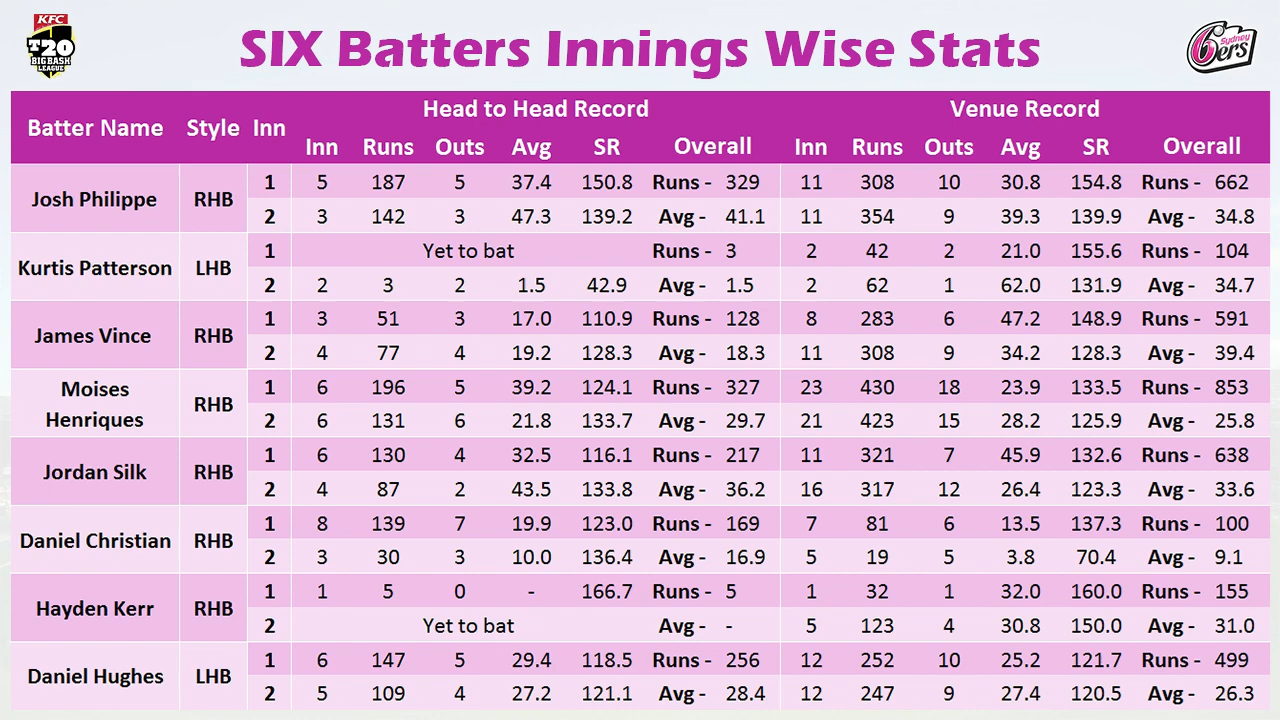 KFC
T20
BIG BASH
LEAGUE
SIX Batters Innings Wise Stats
Sydney
6ers
Batter Name Style Inn Head to Head Record Venue Record
Inn Runs Outs Avg SR Overall Inn Runs Outs Avg SR Overall
Josh Philippe RHB 1 5 187 5 37.4 150.8 Runs - 329 11 308 10 30.8 154.8 Runs - 662
2 3 142 3 47.3 139.2 Avg - 41.1 11 354 9 39.3 139.9 Avg - 34.8
Kurtis Patterson LHB 1 Yet to bat Runs - 3 2 42 2 21.0 155.6 Runs - 104
2 2 3 2 1.5 42.9 Avg - 1.5 2 62 1 62.0 131.9 Avg - 34.7
James Vince RHB 1 3 51 3 17.0 110.9 Runs - 128 8 283 6 47.2 148.9 Runs - 591
2 4 77 4 19.2 128.3 Avg - 18.3 11 308 9 34.2 128.3 Avg - 39.4
Moises Henriques RHB 1 6 196 5 39.2 124.1 Runs - 327 23 430 18 23.9 133.5 Runs - 853
2 6 131 6 21.8 133.7 Avg - 29.7 21 423 15 28.2 125.9 Avg - 25.8
Jordan Silk RHB 1 6 130 4 32.5 116.1 Runs - 217 11 321 7 45.9 132.6 Runs - 638
2 4 87 2 43.5 133.8 Avg - 36.2 16 317 12 26.4 123.3 Avg - 33.6
Daniel Christian RHB 1 8 139 7 19.9 123.0 Runs - 169 7 81 6 13.5 137.3 Runs - 100
2 3 30 3 10.0 136.4 Avg - 16.9 5 19 5 3.8 70.4 Avg - 9.1
Hayden Kerr RHB 1 1 5 0 - 166.7 Runs - 5 1 32 1 32.0 160.0 Runs - 155
2 Yet to bat Avg - - 5 123 4 30.8 150.0 Avg - 31.0
Daniel Hughes LHB 1 6 147 5 29.4 118.5 Runs - 256 12 252 10 25.2 121.7 Runs - 499
2 5 109 4 27.2 121.1 Avg - 28.4 12 247 9 27.4 120.5 Avg - 26.3